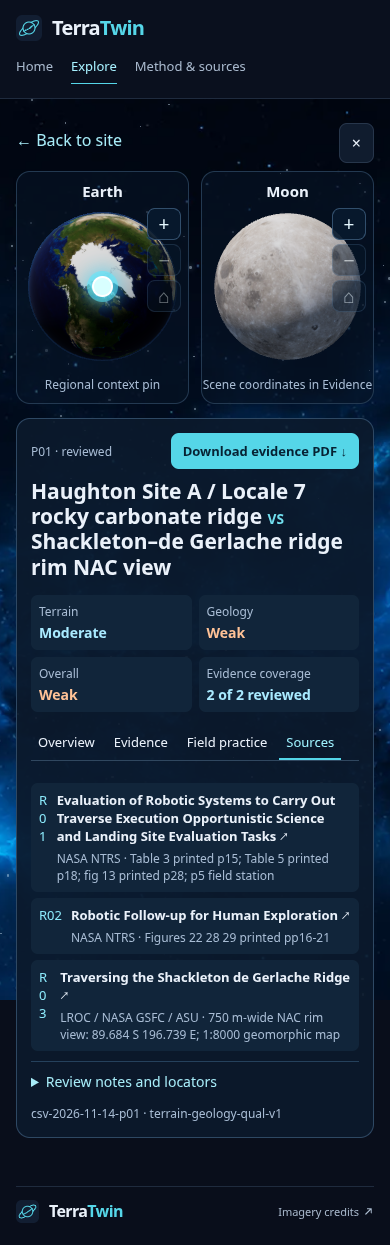 TerraTwin
Home Explore Method & sources
← Back to site
×
Earth
+
−
⌂
Regional context pin
Moon
+
−
⌂
Scene coordinates in Evidence
P01 · reviewed
Download evidence PDF ↓
Haughton Site A / Locale 7
rocky carbonate ridge VS
Shackleton–de Gerlache ridge
rim NAC view
Terrain
Moderate
Geology
Weak
Overall
Weak
Evidence coverage
2 of 2 reviewed
Overview Evidence Field practice Sources
R01
Evaluation of Robotic Systems to Carry Out
Traverse Execution Opportunistic Science
and Landing Site Evaluation Tasks ↗
NASA NTRS · Table 3 printed p15; Table 5 printed
p18; fig 13 printed p28; p5 field station
R02 Robotic Follow-up for Human Exploration ↗
NASA NTRS · Figures 22 28 29 printed pp16-21
R03
Traversing the Shackleton de Gerlache Ridge
↗
LROC / NASA GSFC / ASU · 750 m-wide NAC rim
view: 89.684 S 196.739 E; 1:8000 geomorphic map
▶ Review notes and locators
csv-2026-11-14-p01 · terrain-geology-qual-v1
TerraTwin
Imagery credits ↗